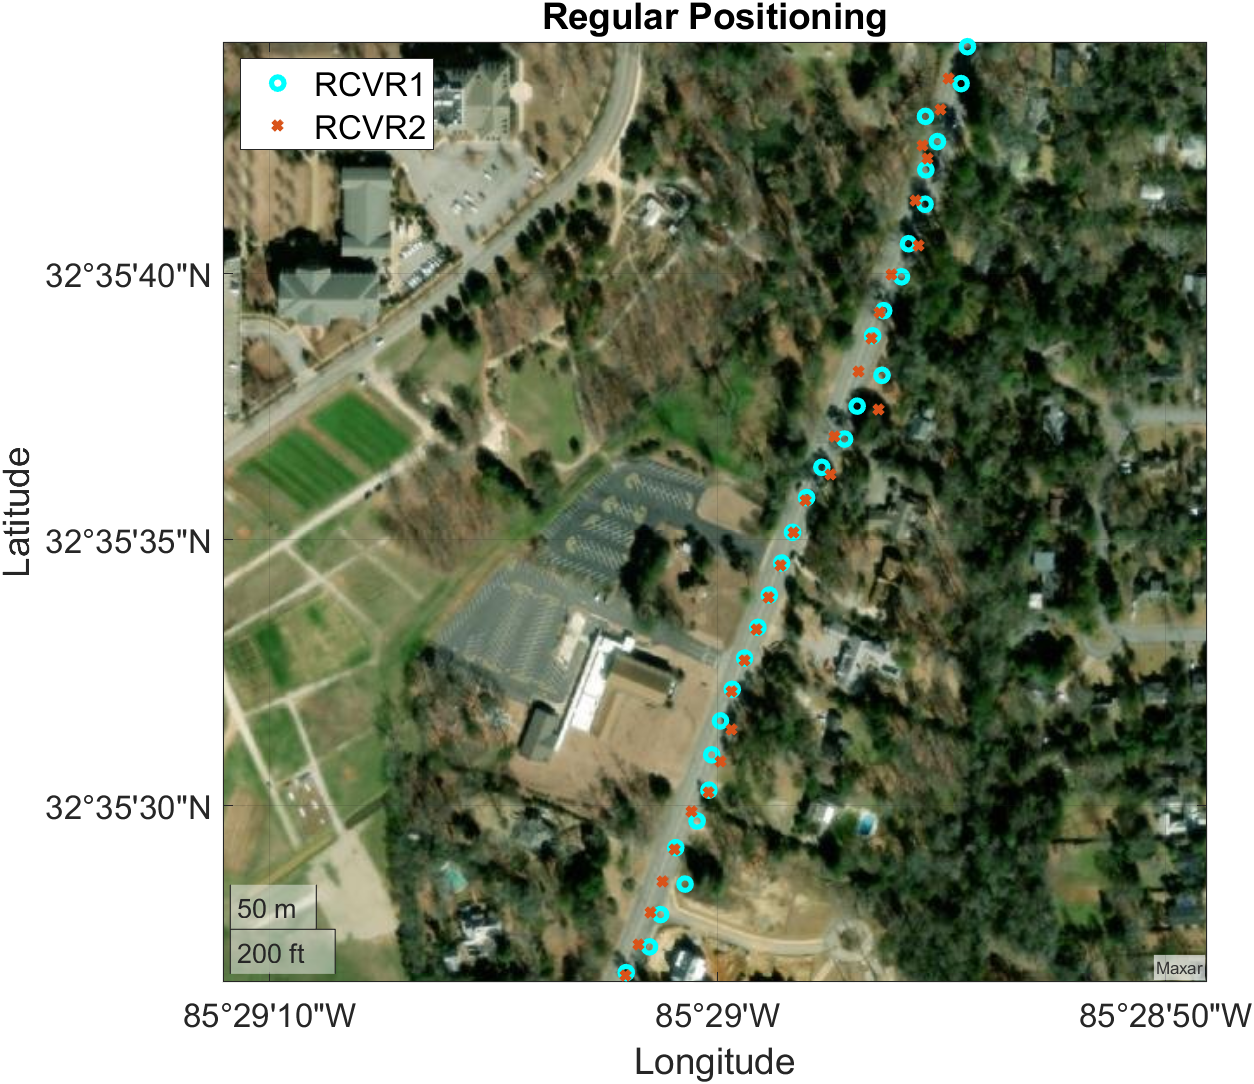 Regular Positioning
RCVR1
RCVR2
32°35'40"N
32°35'35"N
32°35'30"N
Latitude
50 m
200 ft
Maxar
85°29'10"W
85°29'W
85°28'50"W
Longitude